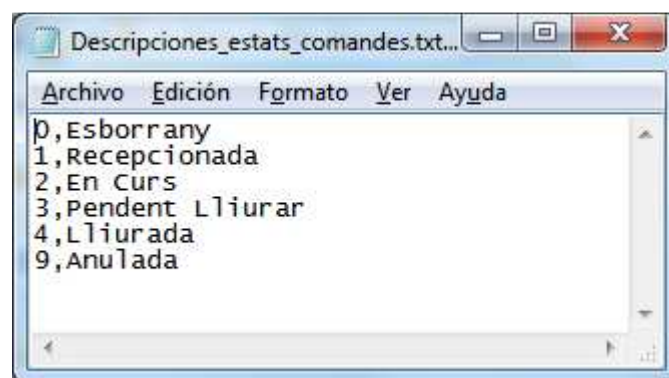 Descripciones_estats_comandes.txt...
Archivo Edición Formato Ver Ayuda
0,Esborrany
1,Recepcionada
2,En Curs
3,Pendent Lliurar
4,Lliurada
9,Anulada